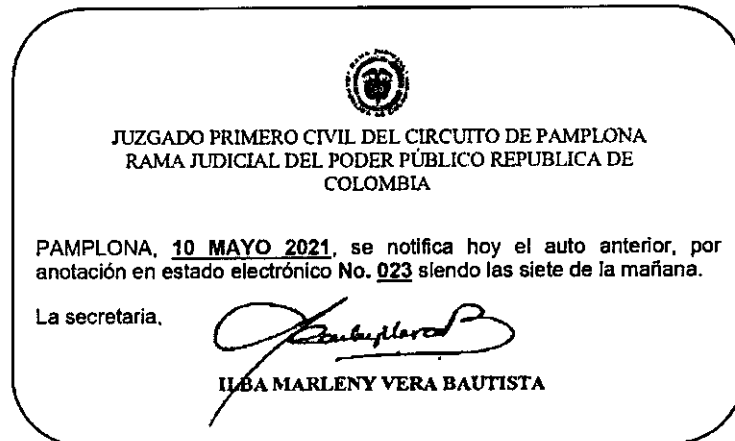 JUZGADO PRIMERO CIVIL DEL CIRCUITO DE PAMPLONA
RAMA JUDICIAL DEL PODER PÚBLICO REPUBLICA DE
COLOMBIA
PAMPLONA, 10 MAYO 2021, se notifica hoy el auto anterior, por
anotación en estado electrónico No. 023 siendo las siete de la mañana.
La secretaria,
ILBA MARLENY VERA BAUTISTA